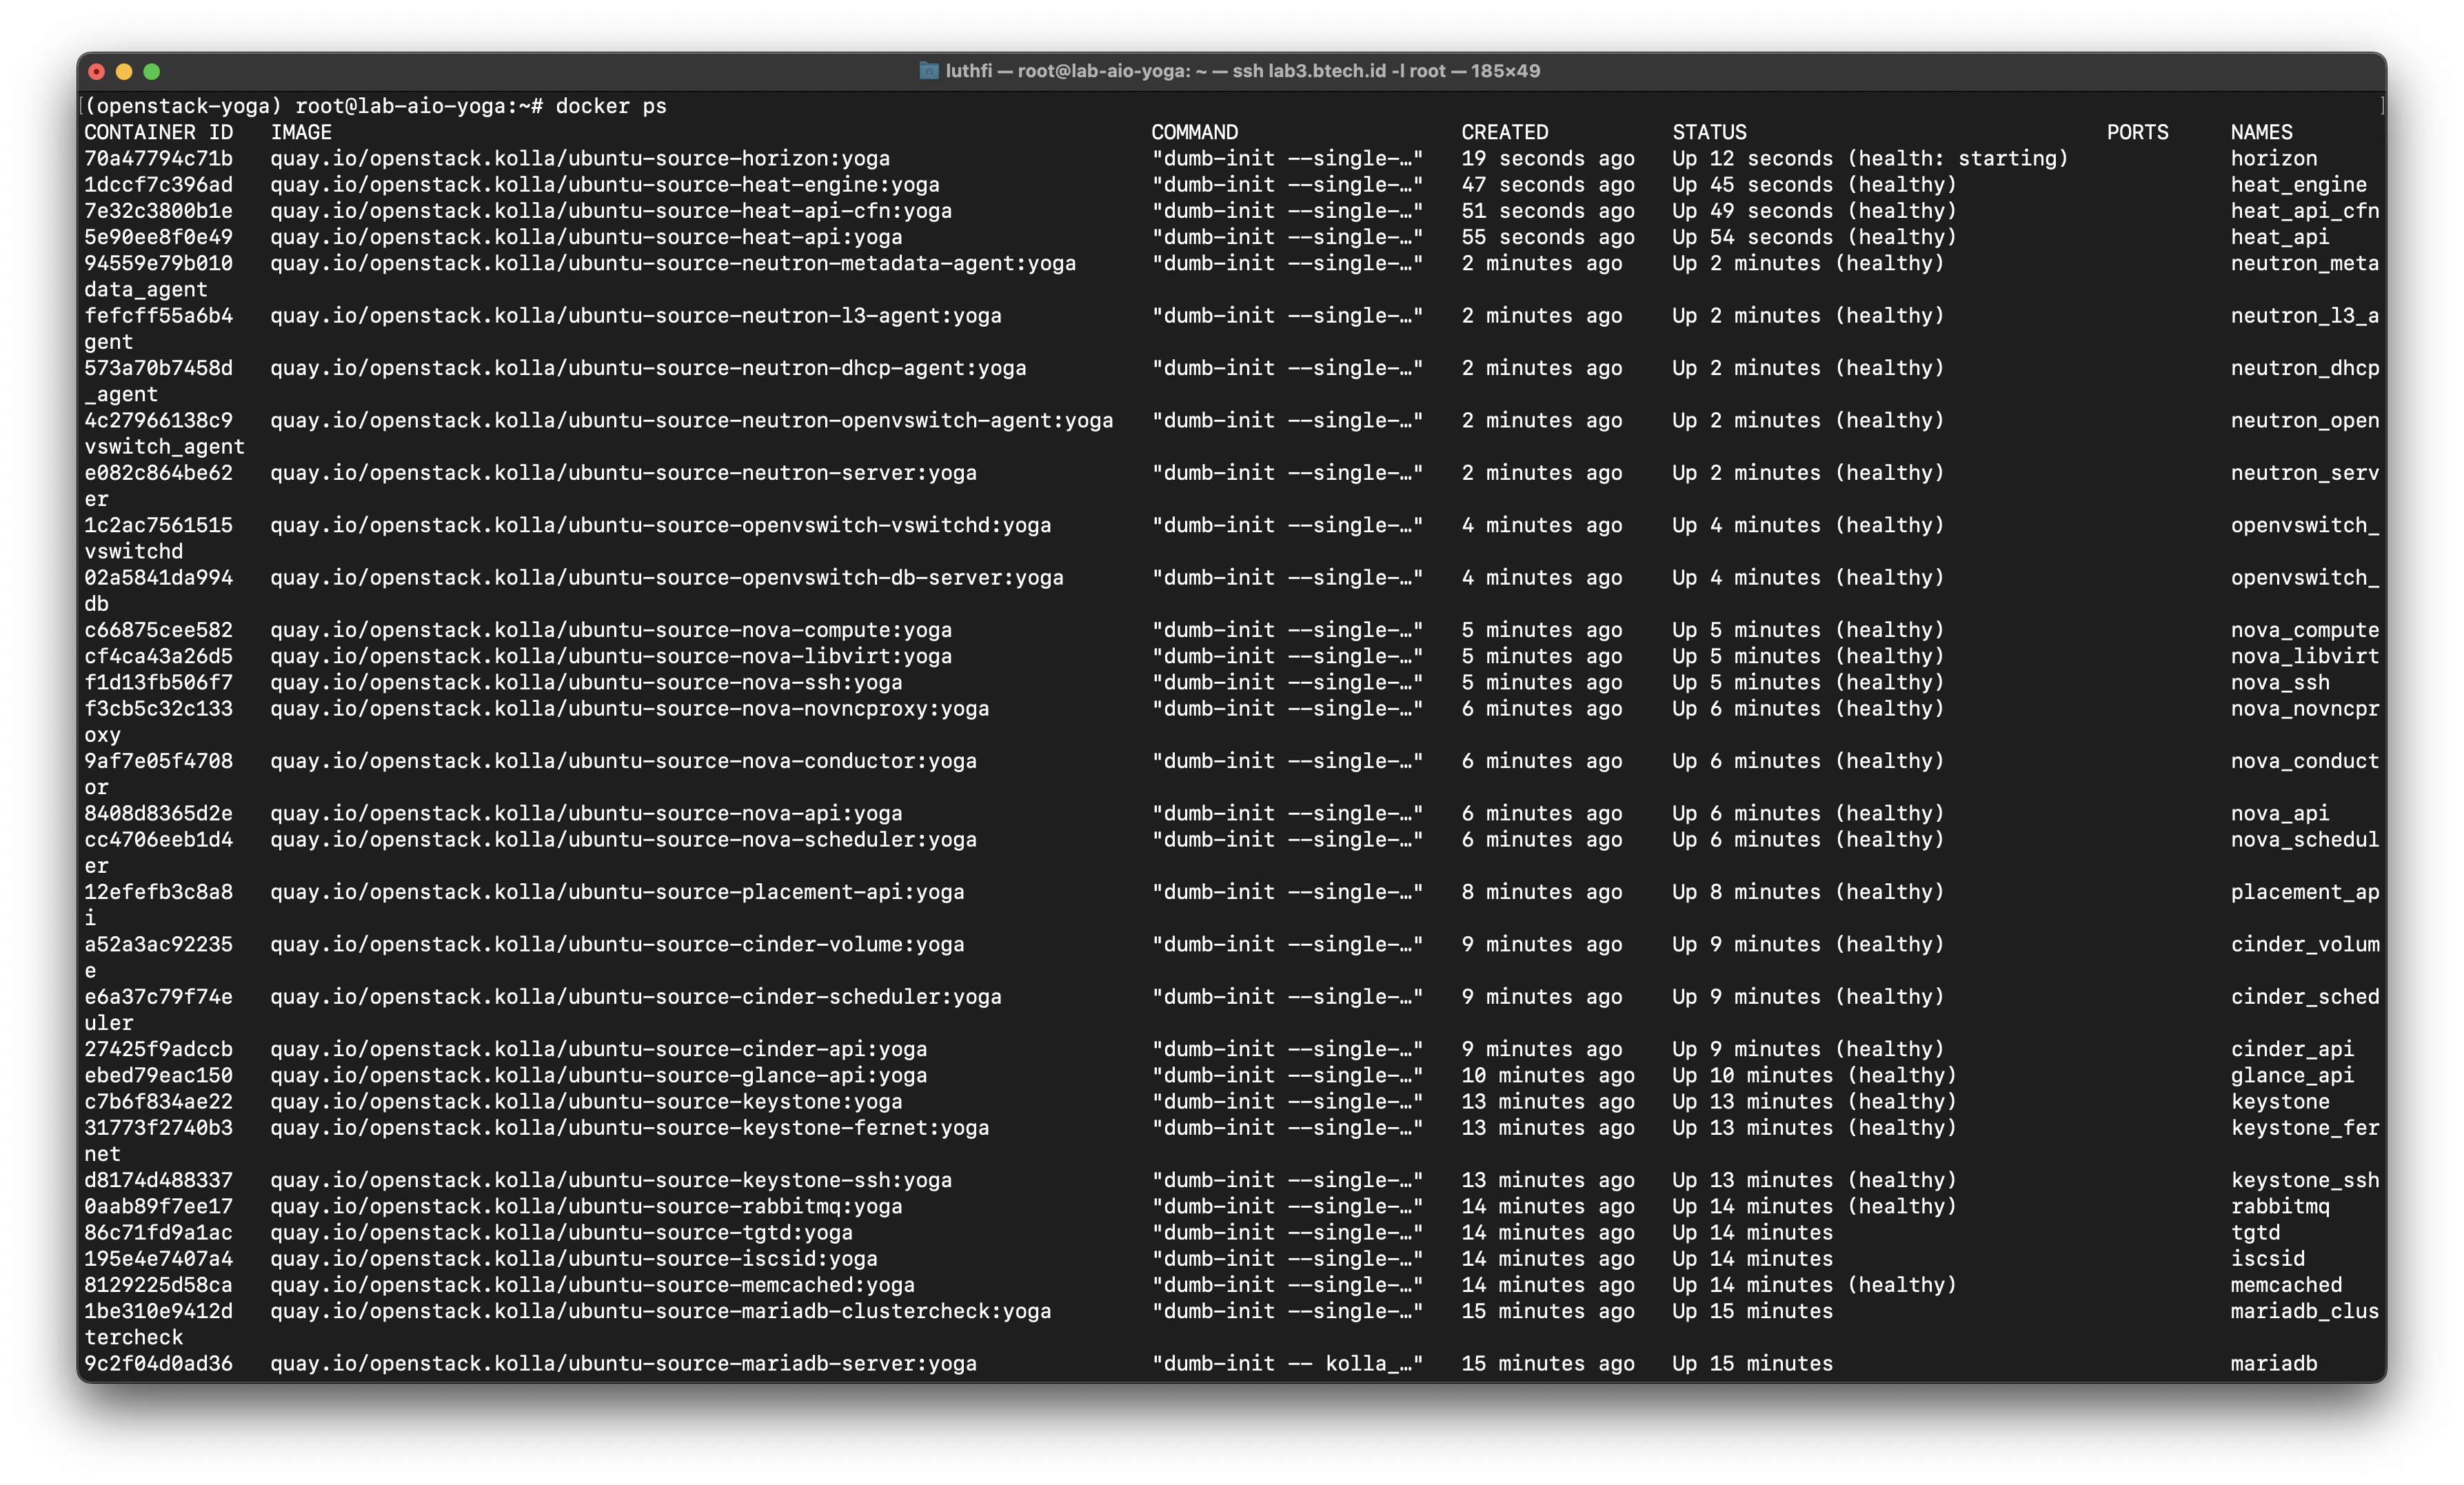 luthfi — root@lab-aio-yoga: ~ — ssh lab3.btech.id -l root — 185×49
[(openstack-yoga) root@lab-aio-yoga:~# docker ps ]
CONTAINER ID   IMAGE   COMMAND   CREATED   STATUS   PORTS   NAMES
70a47794c71b   quay.io/openstack.kolla/ubuntu-source-horizon:yoga   "dumb-init --single-…"   19 seconds ago   Up 12 seconds (health: starting)   horizon
1dccf7c396ad   quay.io/openstack.kolla/ubuntu-source-heat-engine:yoga   "dumb-init --single-…"   47 seconds ago   Up 45 seconds (healthy)   heat_engine
7e32c3800b1e   quay.io/openstack.kolla/ubuntu-source-heat-api-cfn:yoga   "dumb-init --single-…"   51 seconds ago   Up 49 seconds (healthy)   heat_api_cfn
5e90ee8f0e49   quay.io/openstack.kolla/ubuntu-source-heat-api:yoga   "dumb-init --single-…"   55 seconds ago   Up 54 seconds (healthy)   heat_api
94559e79b010   quay.io/openstack.kolla/ubuntu-source-neutron-metadata-agent:yoga   "dumb-init --single-…"   2 minutes ago   Up 2 minutes (healthy)   neutron_meta
data_agent
fefcff55a6b4   quay.io/openstack.kolla/ubuntu-source-neutron-l3-agent:yoga   "dumb-init --single-…"   2 minutes ago   Up 2 minutes (healthy)   neutron_l3_a
gent
573a70b7458d   quay.io/openstack.kolla/ubuntu-source-neutron-dhcp-agent:yoga   "dumb-init --single-…"   2 minutes ago   Up 2 minutes (healthy)   neutron_dhcp
_agent
4c27966138c9   quay.io/openstack.kolla/ubuntu-source-neutron-openvswitch-agent:yoga   "dumb-init --single-…"   2 minutes ago   Up 2 minutes (healthy)   neutron_open
vswitch_agent
e082c864be62   quay.io/openstack.kolla/ubuntu-source-neutron-server:yoga   "dumb-init --single-…"   2 minutes ago   Up 2 minutes (healthy)   neutron_serv
er
1c2ac7561515   quay.io/openstack.kolla/ubuntu-source-openvswitch-vswitchd:yoga   "dumb-init --single-…"   4 minutes ago   Up 4 minutes (healthy)   openvswitch_
vswitchd
02a5841da994   quay.io/openstack.kolla/ubuntu-source-openvswitch-db-server:yoga   "dumb-init --single-…"   4 minutes ago   Up 4 minutes (healthy)   openvswitch_
db
c66875cee582   quay.io/openstack.kolla/ubuntu-source-nova-compute:yoga   "dumb-init --single-…"   5 minutes ago   Up 5 minutes (healthy)   nova_compute
cf4ca43a26d5   quay.io/openstack.kolla/ubuntu-source-nova-libvirt:yoga   "dumb-init --single-…"   5 minutes ago   Up 5 minutes (healthy)   nova_libvirt
f1d13fb506f7   quay.io/openstack.kolla/ubuntu-source-nova-ssh:yoga   "dumb-init --single-…"   5 minutes ago   Up 5 minutes (healthy)   nova_ssh
f3cb5c32c133   quay.io/openstack.kolla/ubuntu-source-nova-novncproxy:yoga   "dumb-init --single-…"   6 minutes ago   Up 6 minutes (healthy)   nova_novncpr
oxy
9af7e05f4708   quay.io/openstack.kolla/ubuntu-source-nova-conductor:yoga   "dumb-init --single-…"   6 minutes ago   Up 6 minutes (healthy)   nova_conduct
or
8408d8365d2e   quay.io/openstack.kolla/ubuntu-source-nova-api:yoga   "dumb-init --single-…"   6 minutes ago   Up 6 minutes (healthy)   nova_api
cc4706eeb1d4   quay.io/openstack.kolla/ubuntu-source-nova-scheduler:yoga   "dumb-init --single-…"   6 minutes ago   Up 6 minutes (healthy)   nova_schedul
er
12efefb3c8a8   quay.io/openstack.kolla/ubuntu-source-placement-api:yoga   "dumb-init --single-…"   8 minutes ago   Up 8 minutes (healthy)   placement_ap
i
a52a3ac92235   quay.io/openstack.kolla/ubuntu-source-cinder-volume:yoga   "dumb-init --single-…"   9 minutes ago   Up 9 minutes (healthy)   cinder_volum
e
e6a37c79f74e   quay.io/openstack.kolla/ubuntu-source-cinder-scheduler:yoga   "dumb-init --single-…"   9 minutes ago   Up 9 minutes (healthy)   cinder_sched
uler
27425f9adccb   quay.io/openstack.kolla/ubuntu-source-cinder-api:yoga   "dumb-init --single-…"   9 minutes ago   Up 9 minutes (healthy)   cinder_api
ebed79eac150   quay.io/openstack.kolla/ubuntu-source-glance-api:yoga   "dumb-init --single-…"   10 minutes ago   Up 10 minutes (healthy)   glance_api
c7b6f834ae22   quay.io/openstack.kolla/ubuntu-source-keystone:yoga   "dumb-init --single-…"   13 minutes ago   Up 13 minutes (healthy)   keystone
31773f2740b3   quay.io/openstack.kolla/ubuntu-source-keystone-fernet:yoga   "dumb-init --single-…"   13 minutes ago   Up 13 minutes (healthy)   keystone_fer
net
d8174d488337   quay.io/openstack.kolla/ubuntu-source-keystone-ssh:yoga   "dumb-init --single-…"   13 minutes ago   Up 13 minutes (healthy)   keystone_ssh
0aab89f7ee17   quay.io/openstack.kolla/ubuntu-source-rabbitmq:yoga   "dumb-init --single-…"   14 minutes ago   Up 14 minutes (healthy)   rabbitmq
86c71fd9a1ac   quay.io/openstack.kolla/ubuntu-source-tgtd:yoga   "dumb-init --single-…"   14 minutes ago   Up 14 minutes   tgtd
195e4e7407a4   quay.io/openstack.kolla/ubuntu-source-iscsid:yoga   "dumb-init --single-…"   14 minutes ago   Up 14 minutes   iscsid
8129225d58ca   quay.io/openstack.kolla/ubuntu-source-memcached:yoga   "dumb-init --single-…"   14 minutes ago   Up 14 minutes (healthy)   memcached
1be310e9412d   quay.io/openstack.kolla/ubuntu-source-mariadb-clustercheck:yoga   "dumb-init --single-…"   15 minutes ago   Up 15 minutes   mariadb_clus
tercheck
9c2f04d0ad36   quay.io/openstack.kolla/ubuntu-source-mariadb-server:yoga   "dumb-init -- kolla_…"   15 minutes ago   Up 15 minutes   mariadb